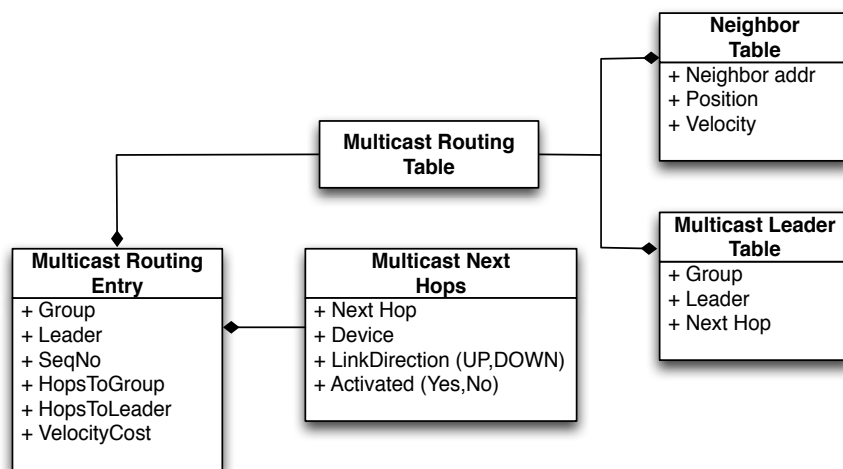 Neighbor
Table
+ Neighbor addr
+ Position
+ Velocity
Multicast Routing
Table
Multicast Leader
Table
+ Group
+ Leader
+ Next Hop
Multicast Routing
Entry
+ Group
+ Leader
+ SeqNo
+ HopsToGroup
+ HopsToLeader
+ VelocityCost
Multicast Next
Hops
+ Next Hop
+ Device
+ LinkDirection (UP,DOWN)
+ Activated (Yes,No)